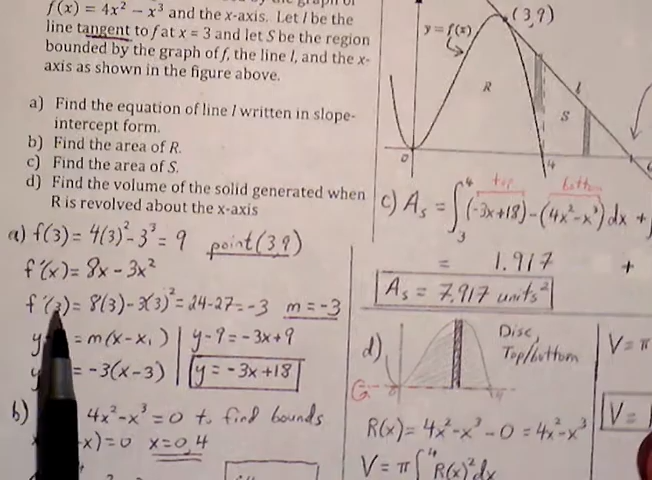 f(x) = 4x² − x³ and the x-axis. Let l be the
line tangent to f at x = 3 and let S be the region
bounded by the graph of f, the line l, and the x-
axis as shown in the figure above.
a) Find the equation of line l written in slope-
intercept form.
b) Find the area of R.
c) Find the area of S.
d) Find the volume of the solid generated when
R is revolved about the x-axis
a) f(3) = 4(3)² − 3³ = 9 point (3,9)
f'(x) = 8x − 3x²
f'(3) = 8(3) − 3(3)² = 24 − 27 = −3 m = −3
y = m(x − x₁) y − 9 = −3x + 9
y = −3(x − 3) y = −3x + 18
b) 4x² − x³ = 0 to find bounds
x) = 0 x = 0, 4
(3,9)
y = f(x)
R
l
S
0
4
top bottom
c) A_s = ∫₃⁴ (−3x + 18) − (4x² − x³) dx +
= 1.917 +
A_s = 7.917 units²
d)
Disc,
Top/bottom
R(x) = 4x² − x³ − 0 = 4x² − x³
V = π∫⁴ R(x)² dx
V = π
V =